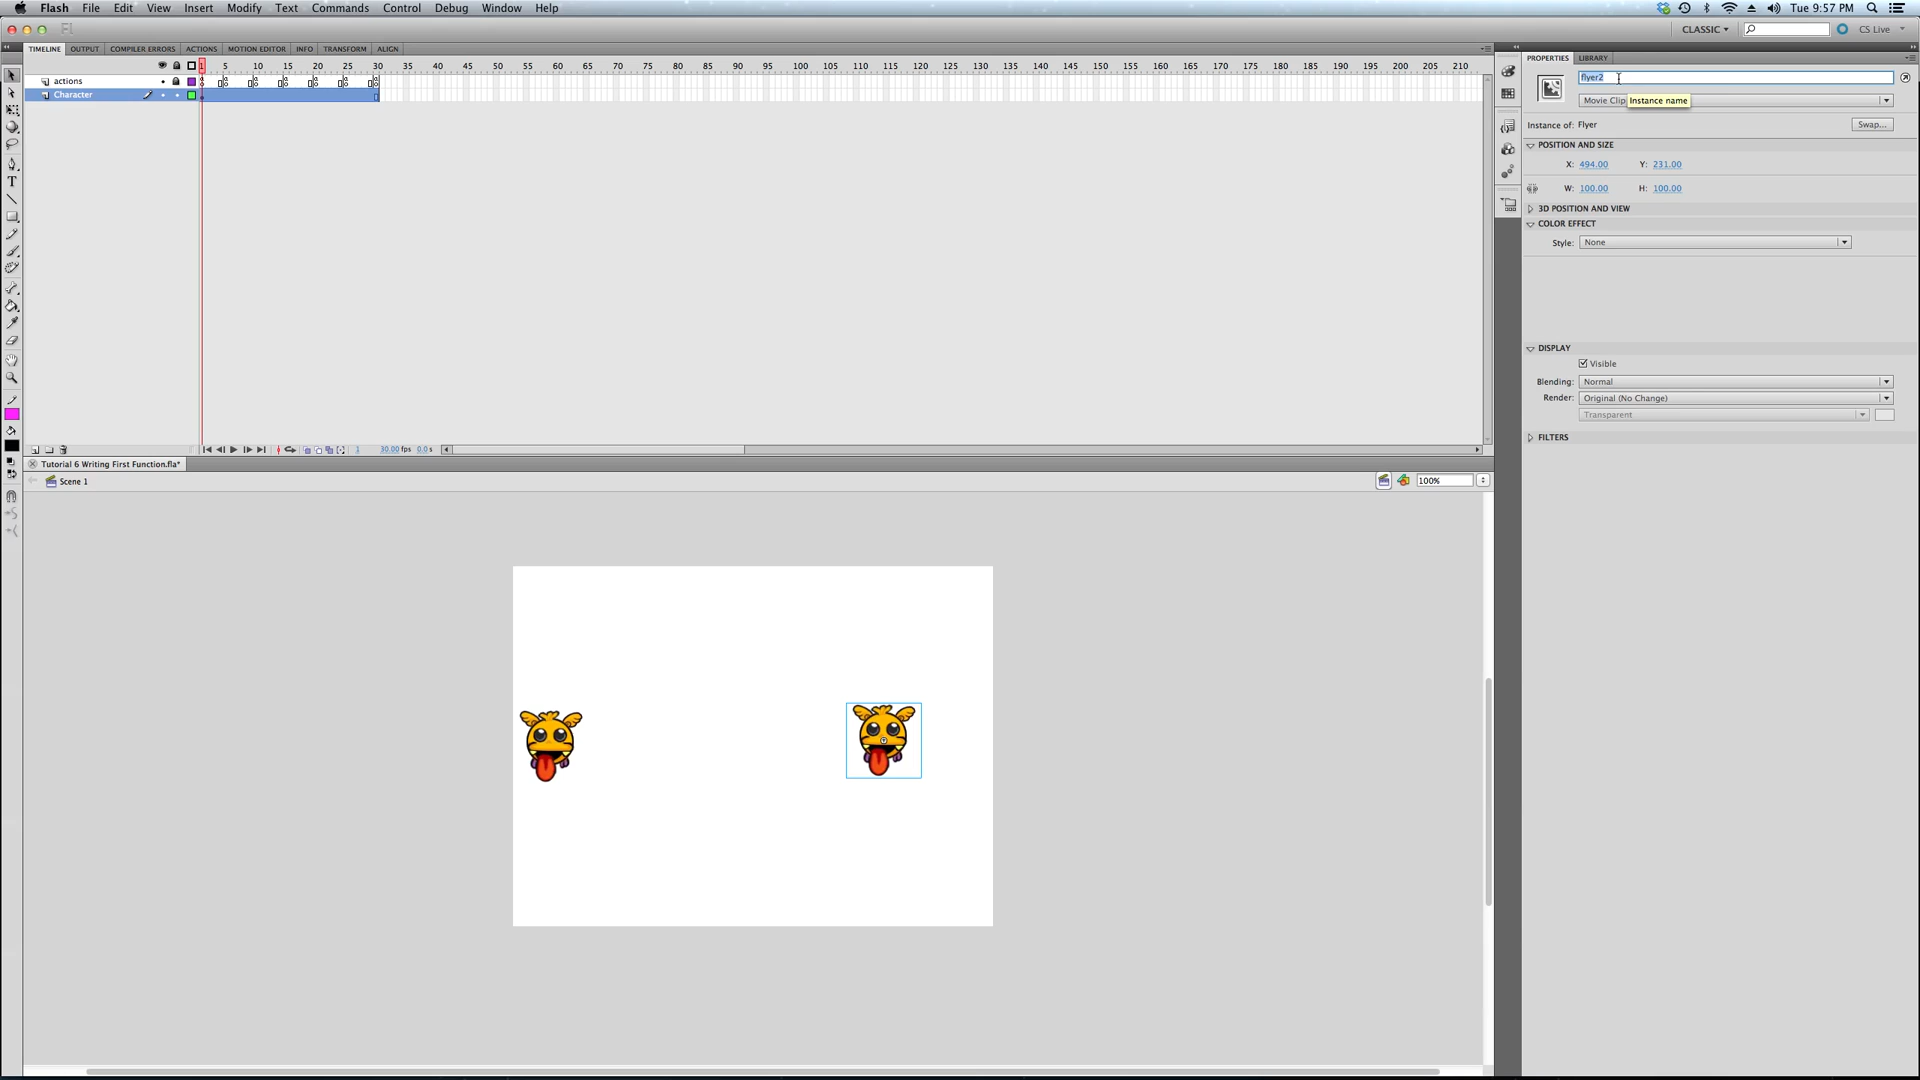 Flash File Edit View Insert Modify Text Commands Control Debug Window Help Tue 9:57 PM
Fl CLASSIC CS Live
TIMELINE OUTPUT COMPILER ERRORS ACTIONS MOTION EDITOR INFO TRANSFORM ALIGN
1 5 10 15 20 25 30 35 40 45 50 55 60 65 70 75 80 85 90 95 100 105 110 115 120 125 130 135 140 145 150 155 160 165 170 175 180 185 190 195 200 205 210
actions
Character
1 30.00 fps 0.0 s
Tutorial 6 Writing First Function.fla*
Scene 1 100%
PROPERTIES LIBRARY
flyer2
Movie Clip
Instance name
Instance of: Flyer Swap...
POSITION AND SIZE
X: 494.00 Y: 231.00
W: 100.00 H: 100.00
3D POSITION AND VIEW
COLOR EFFECT
Style: None
DISPLAY
Visible
Blending: Normal
Render: Original (No Change)
Transparent
FILTERS